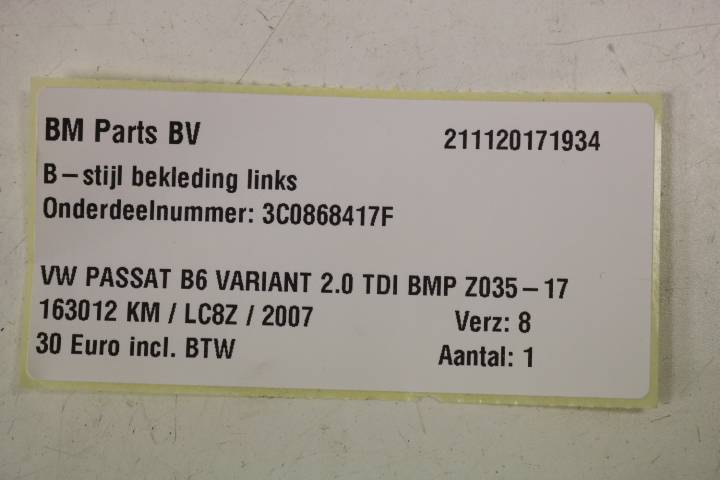 BM Parts BV 211120171934
B-stijl bekleding links
Onderdeelnummer: 3C0868417F
VW PASSAT B6 VARIANT 2.0 TDI BMP Z035-17
163012 KM / LC8Z / 2007 Verz: 8
30 Euro incl. BTW Aantal: 1